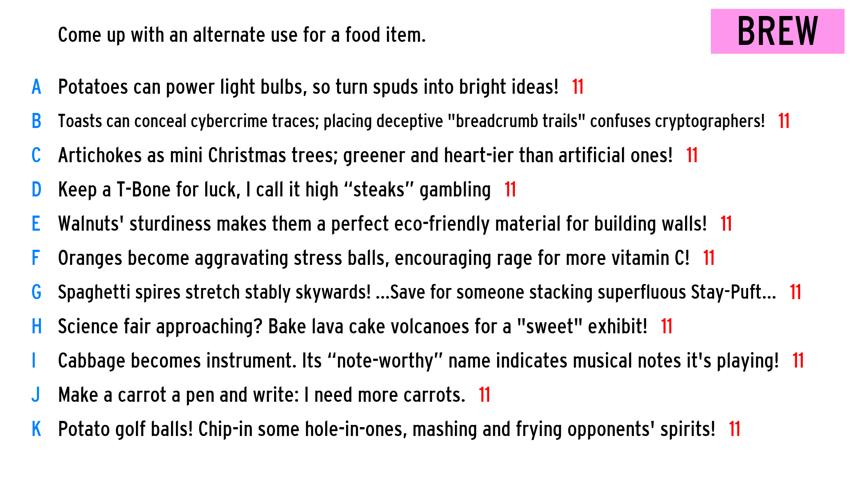 Come up with an alternate use for a food item.
BREW
A Potatoes can power light bulbs, so turn spuds into bright ideas! 11
B Toasts can conceal cybercrime traces; placing deceptive "breadcrumb trails" confuses cryptographers! 11
C Artichokes as mini Christmas trees; greener and heart-ier than artificial ones! 11
D Keep a T-Bone for luck, I call it high “steaks” gambling 11
E Walnuts' sturdiness makes them a perfect eco-friendly material for building walls! 11
F Oranges become aggravating stress balls, encouraging rage for more vitamin C! 11
G Spaghetti spires stretch stably skywards! ...Save for someone stacking superfluous Stay-Puft... 11
H Science fair approaching? Bake lava cake volcanoes for a "sweet" exhibit! 11
I Cabbage becomes instrument. Its “note-worthy” name indicates musical notes it's playing! 11
J Make a carrot a pen and write: I need more carrots. 11
K Potato golf balls! Chip-in some hole-in-ones, mashing and frying opponents' spirits! 11